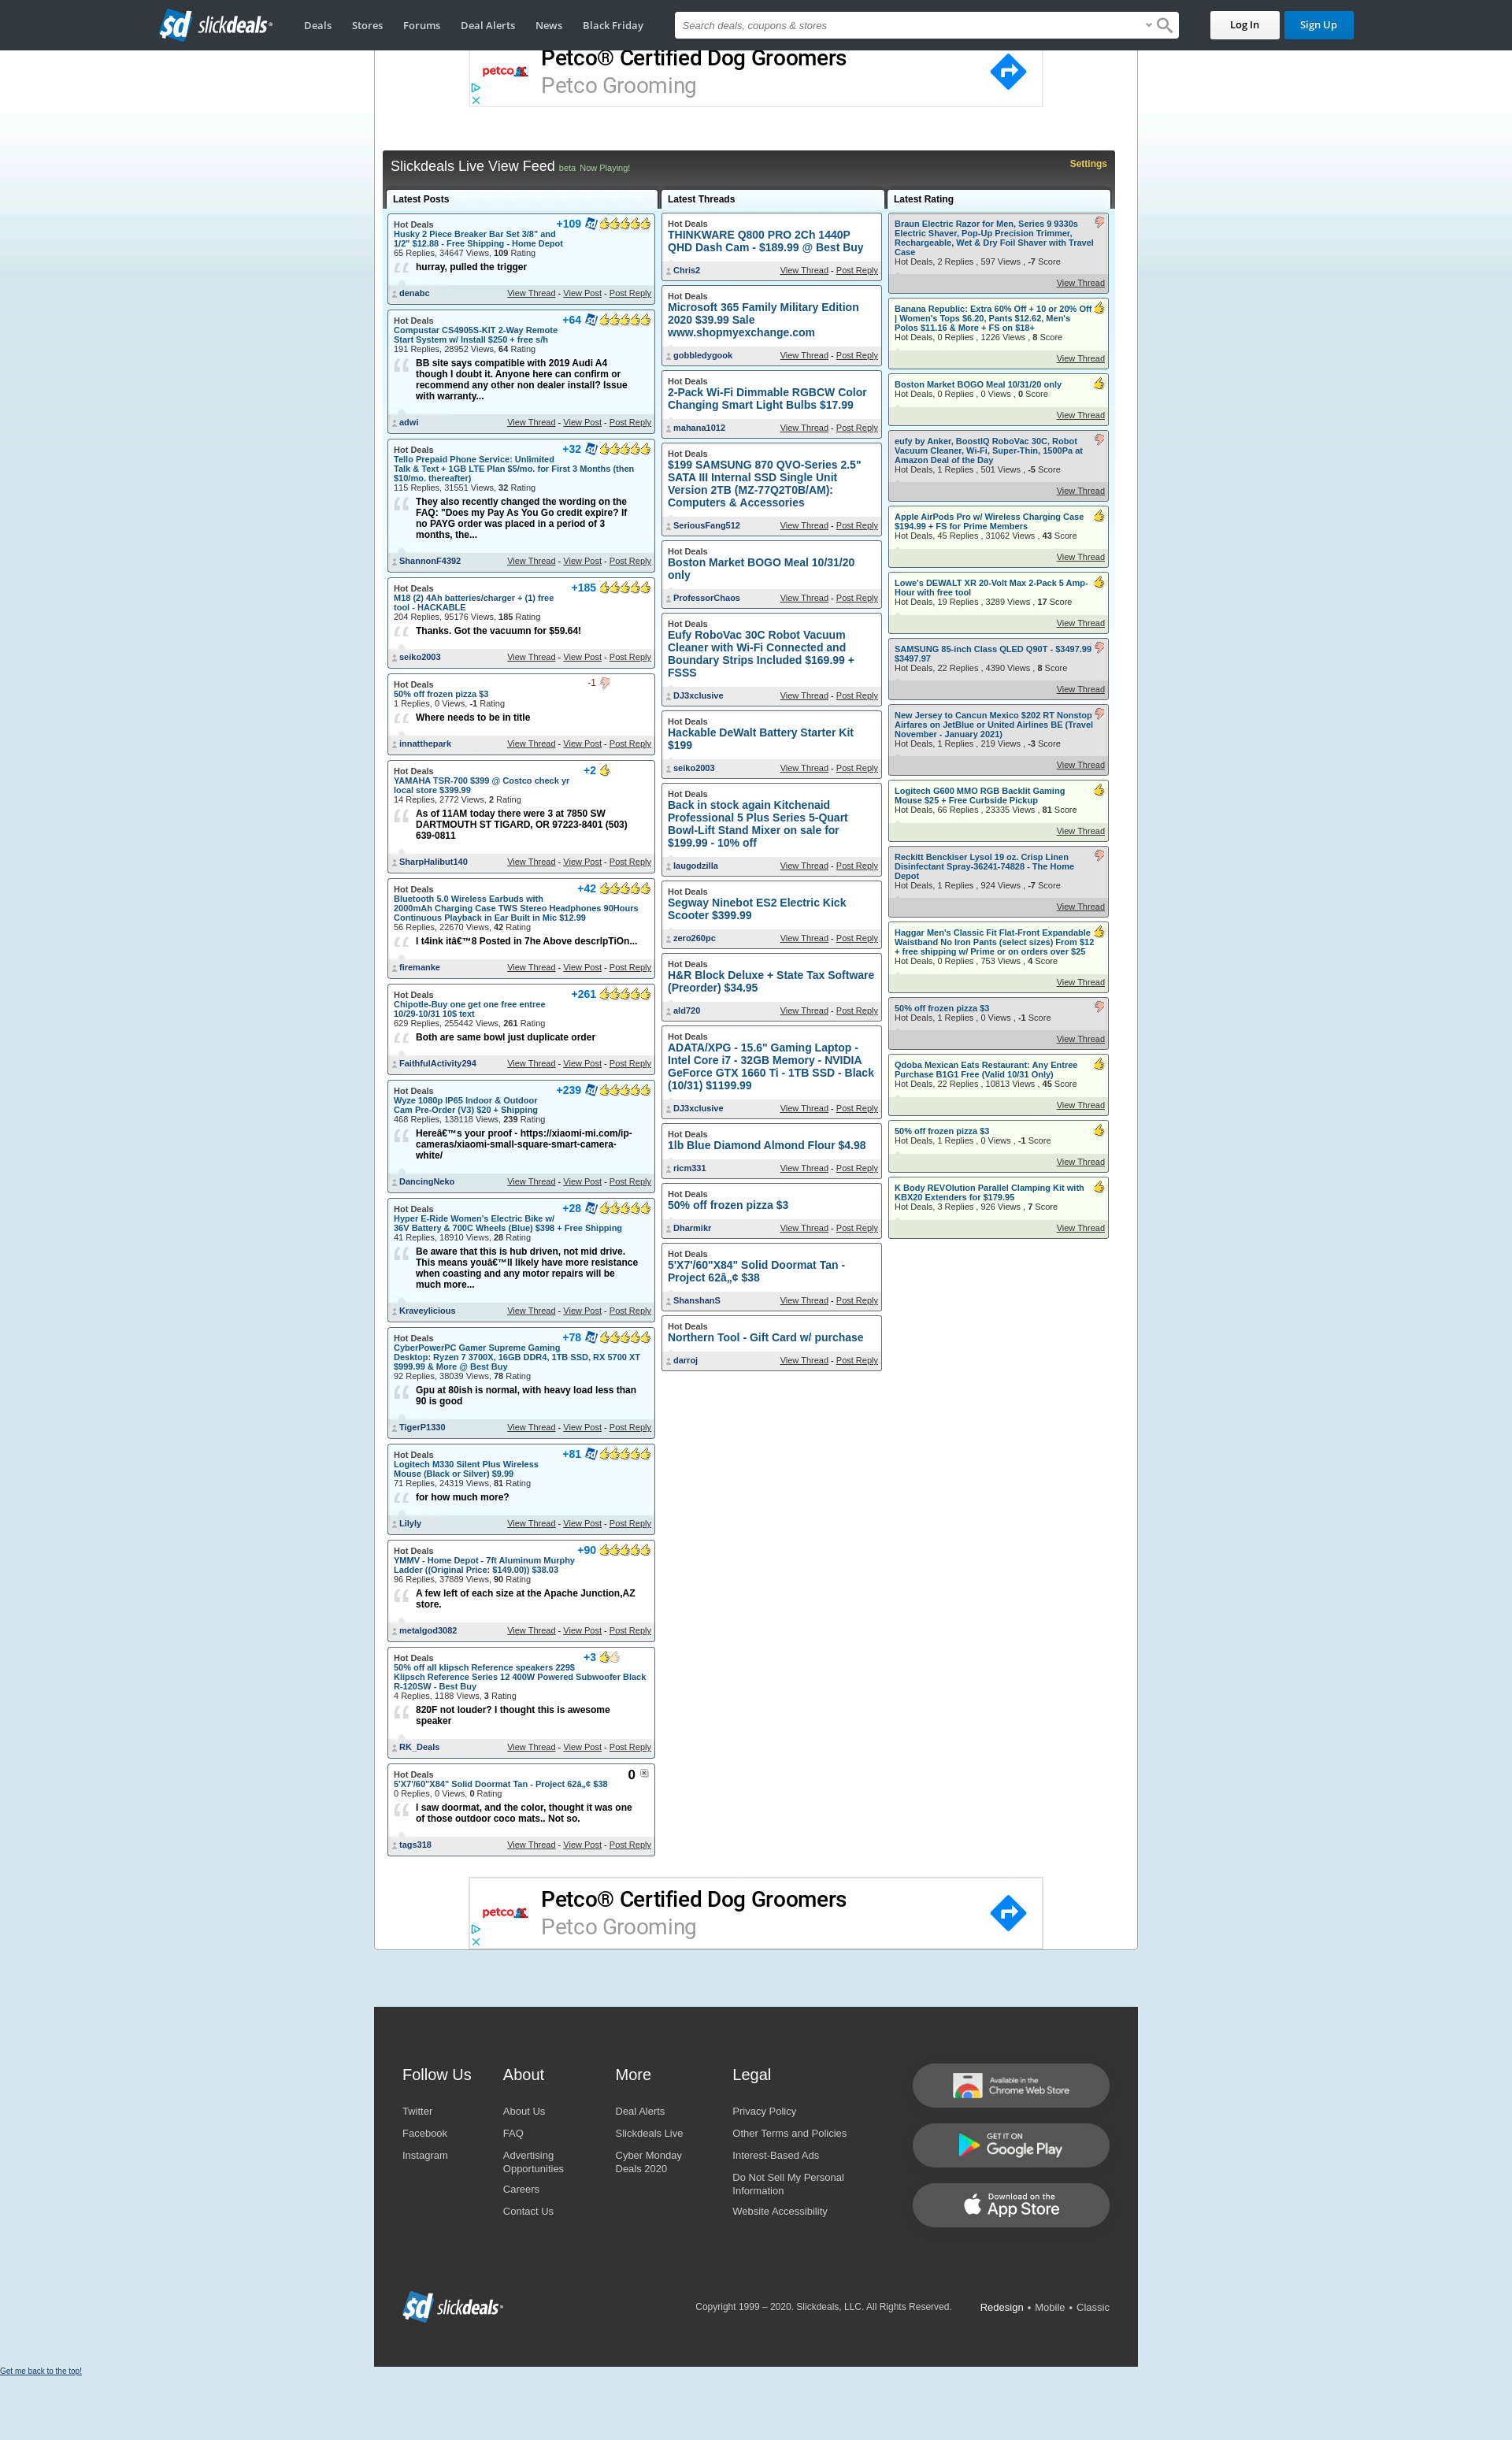 slickdeals
Deals Stores Forums Deal Alerts News Black Friday
Search deals, coupons & stores
Log In
Sign Up
petco
Petco® Certified Dog Groomers
Petco Grooming
Slickdeals Live View Feed beta Now Playing!
Settings
Latest Posts
Hot Deals
+109
Husky 2 Piece Breaker Bar Set 3/8" and
1/2" $12.88 - Free Shipping - Home Depot
65 Replies, 34647 Views, 109 Rating
hurray, pulled the trigger
denabc
View Thread - View Post - Post Reply
Hot Deals
+64
Compustar CS4905S-KIT 2-Way Remote
Start System w/ Install $250 + free s/h
191 Replies, 28952 Views, 64 Rating
BB site says compatible with 2019 Audi A4
though I doubt it. Anyone here can confirm or
recommend any other non dealer install? Issue
with warranty...
adwi
View Thread - View Post - Post Reply
Hot Deals
+32
Tello Prepaid Phone Service: Unlimited
Talk & Text + 1GB LTE Plan $5/mo. for First 3 Months (then
$10/mo. thereafter)
115 Replies, 31551 Views, 32 Rating
They also recently changed the wording on the
FAQ: "Does my Pay As You Go credit expire? If
no PAYG order was placed in a period of 3
months, the...
ShannonF4392
View Thread - View Post - Post Reply
Hot Deals
+185
M18 (2) 4Ah batteries/charger + (1) free
tool - HACKABLE
204 Replies, 95176 Views, 185 Rating
Thanks. Got the vacuumn for $59.64!
seiko2003
View Thread - View Post - Post Reply
Hot Deals
-1
50% off frozen pizza $3
1 Replies, 0 Views, -1 Rating
Where needs to be in title
innatthepark
View Thread - View Post - Post Reply
Hot Deals
+2
YAMAHA TSR-700 $399 @ Costco check yr
local store $399.99
14 Replies, 2772 Views, 2 Rating
As of 11AM today there were 3 at 7850 SW
DARTMOUTH ST TIGARD, OR 97223-8401 (503)
639-0811
SharpHalibut140
View Thread - View Post - Post Reply
Hot Deals
+42
Bluetooth 5.0 Wireless Earbuds with
2000mAh Charging Case TWS Stereo Headphones 90Hours
Continuous Playback in Ear Built in Mic $12.99
56 Replies, 22670 Views, 42 Rating
I t4ink itâ€™8 Posted in 7he Above descrIpTiOn...
firemanke
View Thread - View Post - Post Reply
Hot Deals
+261
Chipotle-Buy one get one free entree
10/29-10/31 10$ text
629 Replies, 255442 Views, 261 Rating
Both are same bowl just duplicate order
FaithfulActivity294
View Thread - View Post - Post Reply
Hot Deals
+239
Wyze 1080p IP65 Indoor & Outdoor
Cam Pre-Order (V3) $20 + Shipping
468 Replies, 138118 Views, 239 Rating
Hereâ€™s your proof - https://xiaomi-mi.com/ip-
cameras/xiaomi-small-square-smart-camera-
white/
DancingNeko
View Thread - View Post - Post Reply
Hot Deals
+28
Hyper E-Ride Women's Electric Bike w/
36V Battery & 700C Wheels (Blue) $398 + Free Shipping
41 Replies, 18910 Views, 28 Rating
Be aware that this is hub driven, not mid drive.
This means youâ€™ll likely have more resistance
when coasting and any motor repairs will be
much more...
Kraveylicious
View Thread - View Post - Post Reply
Hot Deals
+78
CyberPowerPC Gamer Supreme Gaming
Desktop: Ryzen 7 3700X, 16GB DDR4, 1TB SSD, RX 5700 XT
$999.99 & More @ Best Buy
92 Replies, 38039 Views, 78 Rating
Gpu at 80ish is normal, with heavy load less than
90 is good
TigerP1330
View Thread - View Post - Post Reply
Hot Deals
+81
Logitech M330 Silent Plus Wireless
Mouse (Black or Silver) $9.99
71 Replies, 24319 Views, 81 Rating
for how much more?
Lilyly
View Thread - View Post - Post Reply
Hot Deals
+90
YMMV - Home Depot - 7ft Aluminum Murphy
Ladder ((Original Price: $149.00)) $38.03
96 Replies, 37889 Views, 90 Rating
A few left of each size at the Apache Junction,AZ
store.
metalgod3082
View Thread - View Post - Post Reply
Hot Deals
+3
50% off all klipsch Reference speakers 229$
Klipsch Reference Series 12 400W Powered Subwoofer Black
R-120SW - Best Buy
4 Replies, 1188 Views, 3 Rating
820F not louder? I thought this is awesome
speaker
RK_Deals
View Thread - View Post - Post Reply
Hot Deals
0
5'X7'/60"X84" Solid Doormat Tan - Project 62â„¢ $38
0 Replies, 0 Views, 0 Rating
I saw doormat, and the color, thought it was one
of those outdoor coco mats.. Not so.
tags318
View Thread - View Post - Post Reply
Latest Threads
Hot Deals
THINKWARE Q800 PRO 2Ch 1440P
QHD Dash Cam - $189.99 @ Best Buy
Chris2
View Thread - Post Reply
Hot Deals
Microsoft 365 Family Military Edition
2020 $39.99 Sale
www.shopmyexchange.com
gobbledygook
View Thread - Post Reply
Hot Deals
2-Pack Wi-Fi Dimmable RGBCW Color
Changing Smart Light Bulbs $17.99
mahana1012
View Thread - Post Reply
Hot Deals
$199 SAMSUNG 870 QVO-Series 2.5"
SATA III Internal SSD Single Unit
Version 2TB (MZ-77Q2T0B/AM):
Computers & Accessories
SeriousFang512
View Thread - Post Reply
Hot Deals
Boston Market BOGO Meal 10/31/20
only
ProfessorChaos
View Thread - Post Reply
Hot Deals
Eufy RoboVac 30C Robot Vacuum
Cleaner with Wi-Fi Connected and
Boundary Strips Included $169.99 +
FSSS
DJ3xclusive
View Thread - Post Reply
Hot Deals
Hackable DeWalt Battery Starter Kit
$199
seiko2003
View Thread - Post Reply
Hot Deals
Back in stock again Kitchenaid
Professional 5 Plus Series 5-Quart
Bowl-Lift Stand Mixer on sale for
$199.99 - 10% off
laugodzilla
View Thread - Post Reply
Hot Deals
Segway Ninebot ES2 Electric Kick
Scooter $399.99
zero260pc
View Thread - Post Reply
Hot Deals
H&R Block Deluxe + State Tax Software
(Preorder) $34.95
ald720
View Thread - Post Reply
Hot Deals
ADATA/XPG - 15.6" Gaming Laptop -
Intel Core i7 - 32GB Memory - NVIDIA
GeForce GTX 1660 Ti - 1TB SSD - Black
(10/31) $1199.99
DJ3xclusive
View Thread - Post Reply
Hot Deals
1lb Blue Diamond Almond Flour $4.98
ricm331
View Thread - Post Reply
Hot Deals
50% off frozen pizza $3
Dharmikr
View Thread - Post Reply
Hot Deals
5'X7'/60"X84" Solid Doormat Tan -
Project 62â„¢ $38
ShanshanS
View Thread - Post Reply
Hot Deals
Northern Tool - Gift Card w/ purchase
darroj
View Thread - Post Reply
Latest Rating
Braun Electric Razor for Men, Series 9 9330s
Electric Shaver, Pop-Up Precision Trimmer,
Rechargeable, Wet & Dry Foil Shaver with Travel
Case
Hot Deals, 2 Replies , 597 Views , -7 Score
View Thread
Banana Republic: Extra 60% Off + 10 or 20% Off
| Women's Tops $6.20, Pants $12.62, Men's
Polos $11.16 & More + FS on $18+
Hot Deals, 0 Replies , 1226 Views , 8 Score
View Thread
Boston Market BOGO Meal 10/31/20 only
Hot Deals, 0 Replies , 0 Views , 0 Score
View Thread
eufy by Anker, BoostIQ RoboVac 30C, Robot
Vacuum Cleaner, Wi-Fi, Super-Thin, 1500Pa at
Amazon Deal of the Day
Hot Deals, 1 Replies , 501 Views , -5 Score
View Thread
Apple AirPods Pro w/ Wireless Charging Case
$194.99 + FS for Prime Members
Hot Deals, 45 Replies , 31062 Views , 43 Score
View Thread
Lowe's DEWALT XR 20-Volt Max 2-Pack 5 Amp-
Hour with free tool
Hot Deals, 19 Replies , 3289 Views , 17 Score
View Thread
SAMSUNG 85-inch Class QLED Q90T - $3497.99
$3497.97
Hot Deals, 22 Replies , 4390 Views , 8 Score
View Thread
New Jersey to Cancun Mexico $202 RT Nonstop
Airfares on JetBlue or United Airlines BE (Travel
November - January 2021)
Hot Deals, 1 Replies , 219 Views , -3 Score
View Thread
Logitech G600 MMO RGB Backlit Gaming
Mouse $25 + Free Curbside Pickup
Hot Deals, 66 Replies , 23335 Views , 81 Score
View Thread
Reckitt Benckiser Lysol 19 oz. Crisp Linen
Disinfectant Spray-36241-74828 - The Home
Depot
Hot Deals, 1 Replies , 924 Views , -7 Score
View Thread
Haggar Men's Classic Fit Flat-Front Expandable
Waistband No Iron Pants (select sizes) From $12
+ free shipping w/ Prime or on orders over $25
Hot Deals, 0 Replies , 753 Views , 4 Score
View Thread
50% off frozen pizza $3
Hot Deals, 1 Replies , 0 Views , -1 Score
View Thread
Qdoba Mexican Eats Restaurant: Any Entree
Purchase B1G1 Free (Valid 10/31 Only)
Hot Deals, 22 Replies , 10813 Views , 45 Score
View Thread
50% off frozen pizza $3
Hot Deals, 1 Replies , 0 Views , -1 Score
View Thread
K Body REVOlution Parallel Clamping Kit with
KBX20 Extenders for $179.95
Hot Deals, 3 Replies , 926 Views , 7 Score
View Thread
petco
Petco® Certified Dog Groomers
Petco Grooming
Follow Us
Twitter
Facebook
Instagram
About
About Us
FAQ
Advertising
Opportunities
Careers
Contact Us
More
Deal Alerts
Slickdeals Live
Cyber Monday
Deals 2020
Legal
Privacy Policy
Other Terms and Policies
Interest-Based Ads
Do Not Sell My Personal
Information
Website Accessibility
Available in the
Chrome Web Store
GET IT ON
Google Play
Download on the
App Store
slickdeals
Copyright 1999 – 2020. Slickdeals, LLC. All Rights Reserved.
Redesign • Mobile • Classic
Get me back to the top!